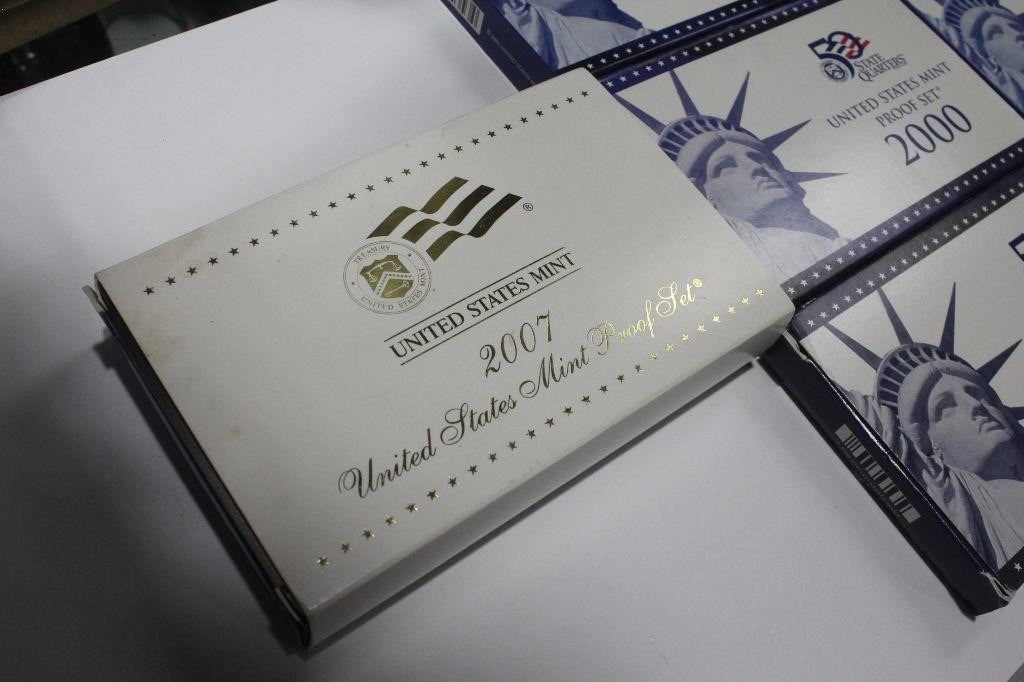 TREASURY
UNITED STATES MINT
®
UNITED STATES MINT
2007
United States Mint Proof Set®
50
STATE
QUARTERS®
UNITED STATES MINT
PROOF SET®
2000